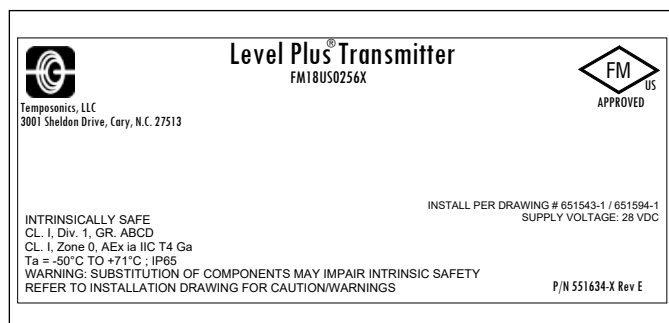 Level Plus® Transmitter
FM18US0256X
FM
US
APPROVED
Temposonics, LLC
3001 Sheldon Drive, Cary, N.C. 27513
INSTALL PER DRAWING # 651543-1 / 651594-1
SUPPLY VOLTAGE: 28 VDC
INTRINSICALLY SAFE
CL. I, Div. 1, GR. ABCD
CL. I, Zone 0, AEx ia IIC T4 Ga
Ta = -50°C TO +71°C ; IP65
WARNING: SUBSTITUTION OF COMPONENTS MAY IMPAIR INTRINSIC SAFETY
REFER TO INSTALLATION DRAWING FOR CAUTION/WARNINGS
P/N 551634-X Rev E